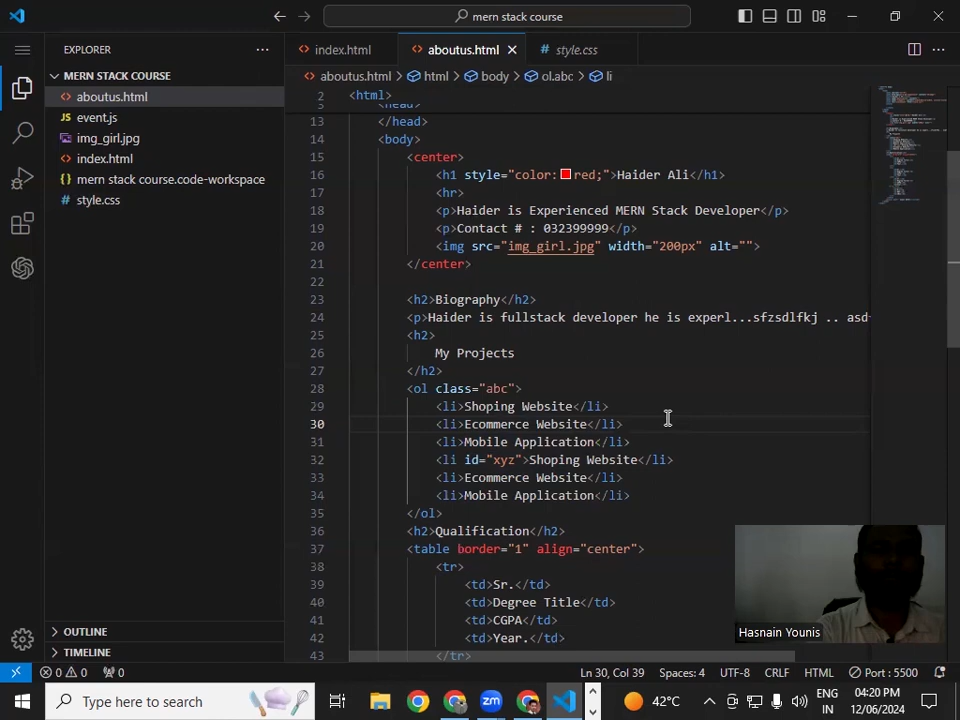 mern stack course
EXPLORER
index.html
aboutus.html
style.css
MERN STACK COURSE
aboutus.html > html > body > ol.abc > li
aboutus.html
event.js
img_girl.jpg
index.html
mern stack course.code-workspace
style.css
2 <html>
13 </head>
14 <body>
15 <center>
16 <h1 style="color: red;">Haider Ali</h1>
17 <hr>
18 <p>Haider is Experienced MERN Stack Developer</p>
19 <p>Contact # : 032399999</p>
20 <img src="img_girl.jpg" width="200px" alt="">
21 </center>
22
23 <h2>Biography</h2>
24 <p>Haider is fullstack developer he is experl...sfzsdlfkj .. asd
25 <h2>
26 My Projects
27 </h2>
28 <ol class="abc">
29 <li>Shoping Website</li>
30 <li>Ecommerce Website</li>
31 <li>Mobile Application</li>
32 <li id="xyz">Shoping Website</li>
33 <li>Ecommerce Website</li>
34 <li>Mobile Application</li>
35 </ol>
36 <h2>Qualification</h2>
37 <table border="1" align="center">
38 <tr>
39 <td>Sr.</td>
40 <td>Degree Title</td>
41 <td>CGPA</td>
42 <td>Year.</td>
43 </tr>
Hasnain Younis
OUTLINE
TIMELINE
0 0 0
Ln 30, Col 39
Spaces: 4
UTF-8
CRLF
HTML
Port : 5500
Type here to search
42°C
ENG
IN
04:20 PM
12/06/2024